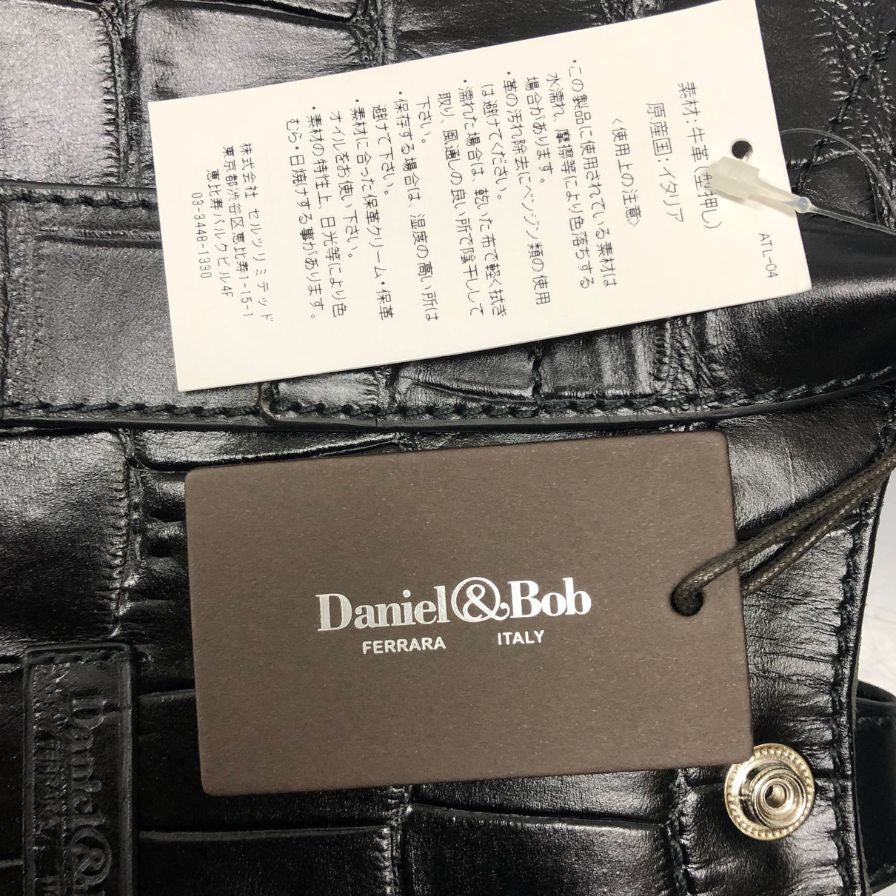 ATL-04
素材：牛革（型押し）
原産国：イタリア
〈使用上の注意〉
・この製品に使用されている素材は
水濡れ、摩擦等により色落ちする
場合があります。
・革の汚れ除去にベンジン類の使用
は避けてください。
・濡れた場合は、乾いた布で軽く拭き
取り、風通しの良い所で陰干しして
下さい。
・保存する場合は、湿度の高い所は
避けて下さい。
・素材に合った保革クリーム・保革
オイルをお使い下さい。
・素材の特性上、日光等により色
むら・日焼けする事があります。
株式会社 セルツリミテッド
東京都渋谷区恵比寿1-15-1
恵比寿パルクビル4F
03-3448-1330
Daniel&Bob
FERRARA ITALY
Daniel&